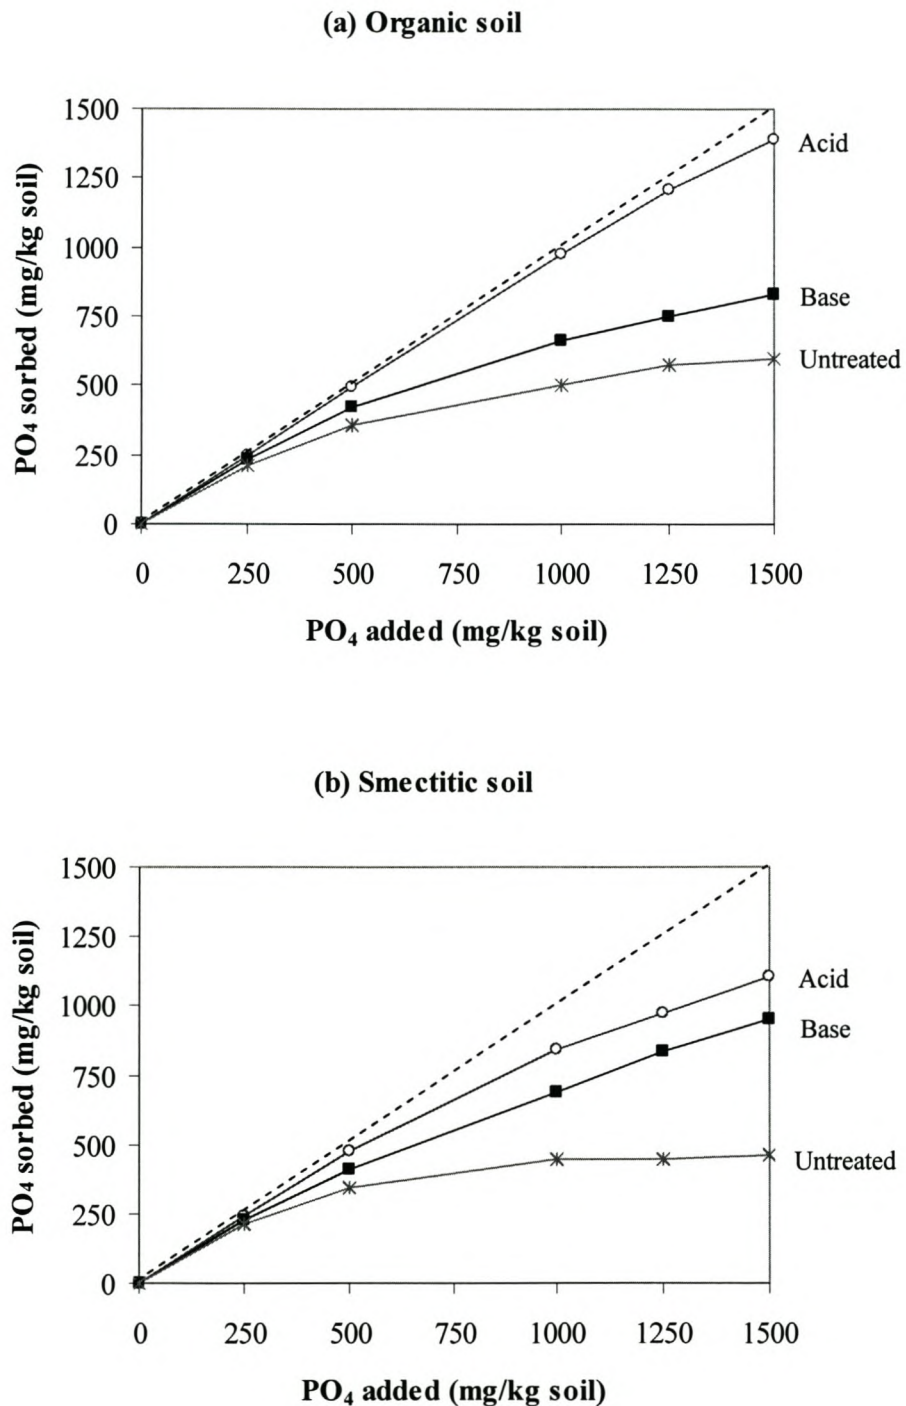 (a) Organic soil
1500
1250
1000
750
500
250
0
PO₄ sorbed (mg/kg soil)
Acid
Base
Untreated
0 250 500 750 1000 1250 1500
PO₄ added (mg/kg soil)
(b) Smectitic soil
1500
1250
1000
750
500
250
0
PO₄ sorbed (mg/kg soil)
Acid
Base
Untreated
0 250 500 750 1000 1250 1500
PO₄ added (mg/kg soil)